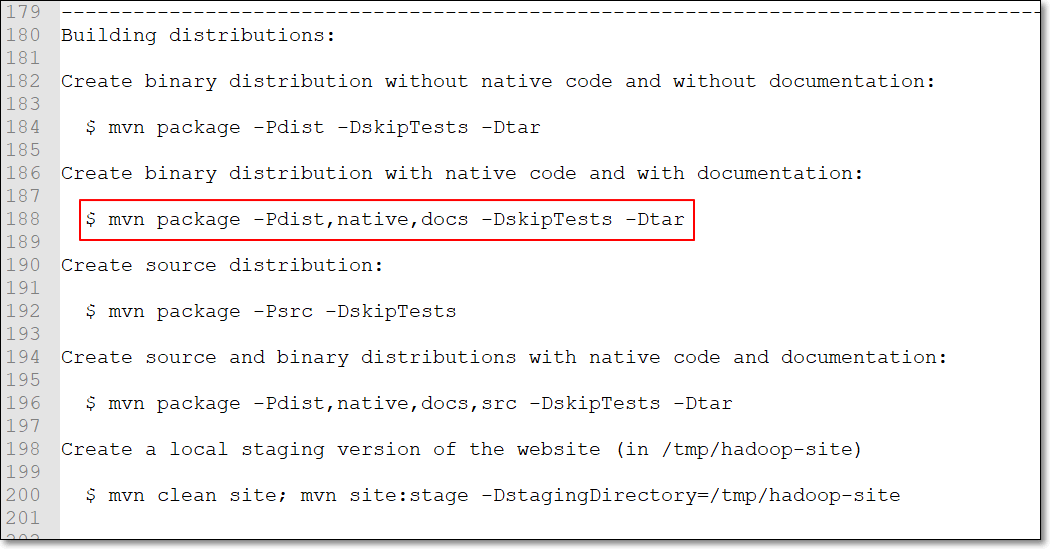 179 ----------------------------------------------------------------------------------
180 Building distributions:
181
182 Create binary distribution without native code and without documentation:
183
184 $ mvn package -Pdist -DskipTests -Dtar
185
186 Create binary distribution with native code and with documentation:
187
188 $ mvn package -Pdist,native,docs -DskipTests -Dtar
189
190 Create source distribution:
191
192 $ mvn package -Psrc -DskipTests
193
194 Create source and binary distributions with native code and documentation:
195
196 $ mvn package -Pdist,native,docs,src -DskipTests -Dtar
197
198 Create a local staging version of the website (in /tmp/hadoop-site)
199
200 $ mvn clean site; mvn site:stage -DstagingDirectory=/tmp/hadoop-site
201